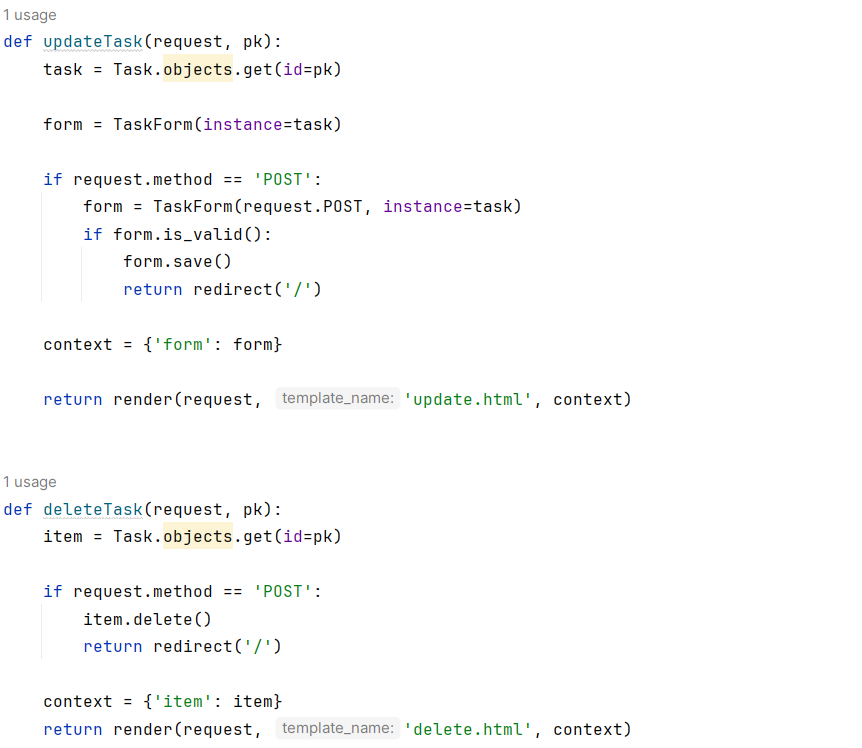 1 usage
def updateTask(request, pk):
    task = Task.objects.get(id=pk)

    form = TaskForm(instance=task)

    if request.method == 'POST':
        form = TaskForm(request.POST, instance=task)
        if form.is_valid():
            form.save()
            return redirect('/')

    context = {'form': form}

    return render(request, template_name: 'update.html', context)

1 usage
def deleteTask(request, pk):
    item = Task.objects.get(id=pk)

    if request.method == 'POST':
        item.delete()
        return redirect('/')

    context = {'item': item}
    return render(request, template_name: 'delete.html', context)